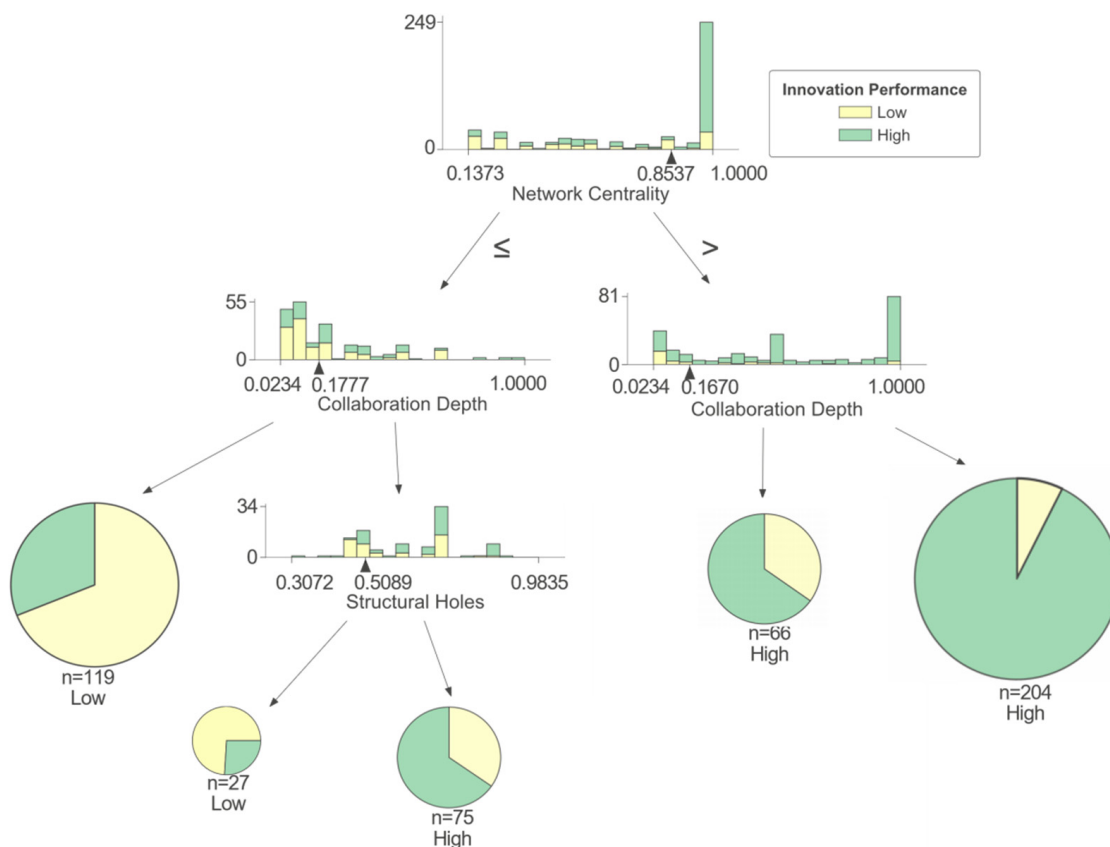 249
0
0.1373
0.8537
1.0000
Network Centrality
Innovation Performance
Low
High
≤
>
55
0
0.0234
0.1777
1.0000
Collaboration Depth
81
0
0.0234
0.1670
1.0000
Collaboration Depth
34
0
0.3072
0.5089
0.9835
Structural Holes
n=119
Low
n=66
High
n=204
High
n=27
Low
n=75
High